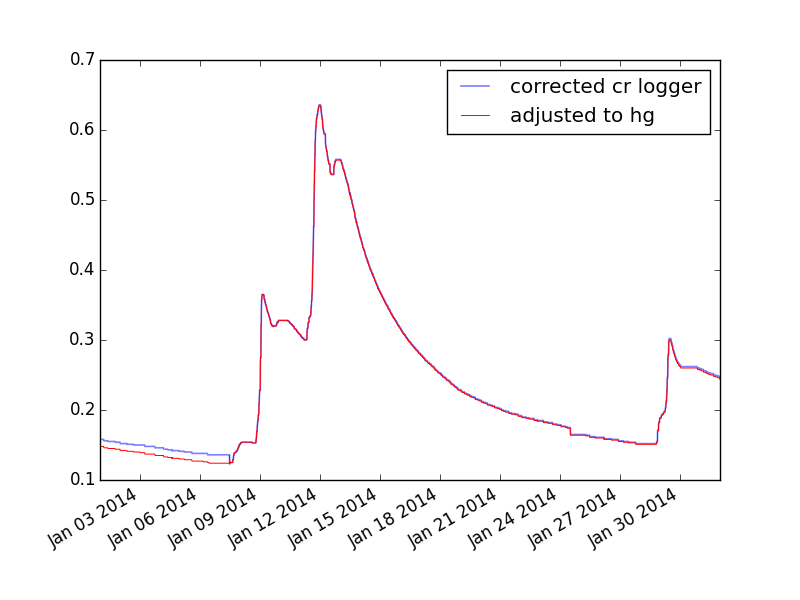 0.7
corrected cr logger
adjusted to hg
0.6
0.5
0.4
0.3
0.2
0.1
Jan 03 2014
Jan 06 2014
Jan 09 2014
Jan 12 2014
Jan 15 2014
Jan 18 2014
Jan 21 2014
Jan 24 2014
Jan 27 2014
Jan 30 2014